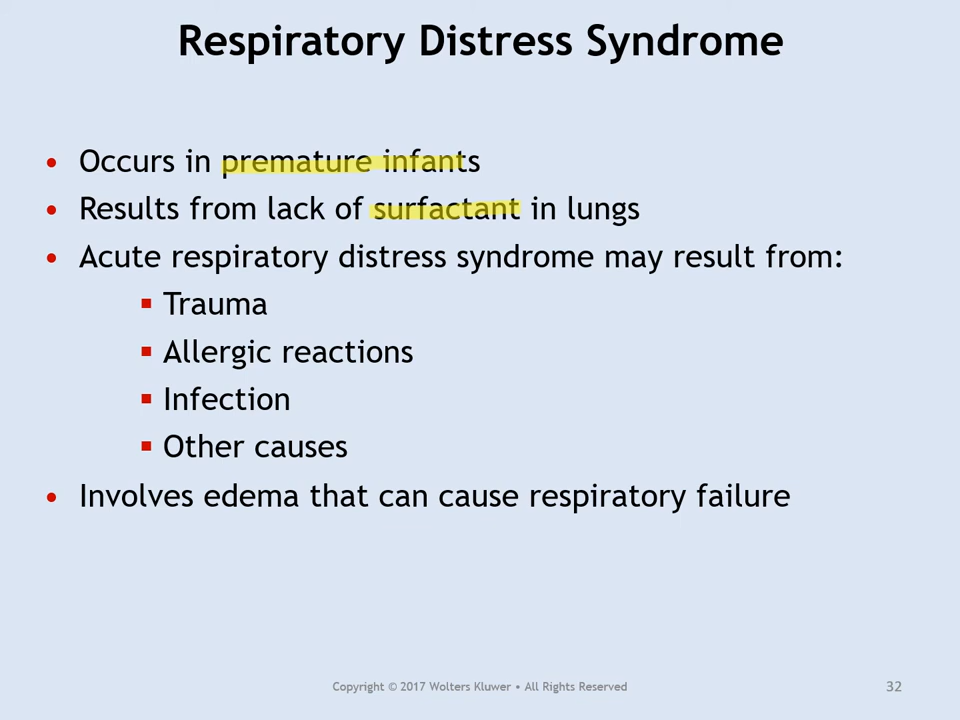 Respiratory Distress Syndrome
• Occurs in premature infants
• Results from lack of surfactant in lungs
• Acute respiratory distress syndrome may result from:
▪ Trauma
▪ Allergic reactions
▪ Infection
▪ Other causes
• Involves edema that can cause respiratory failure
Copyright © 2017 Wolters Kluwer • All Rights Reserved
32